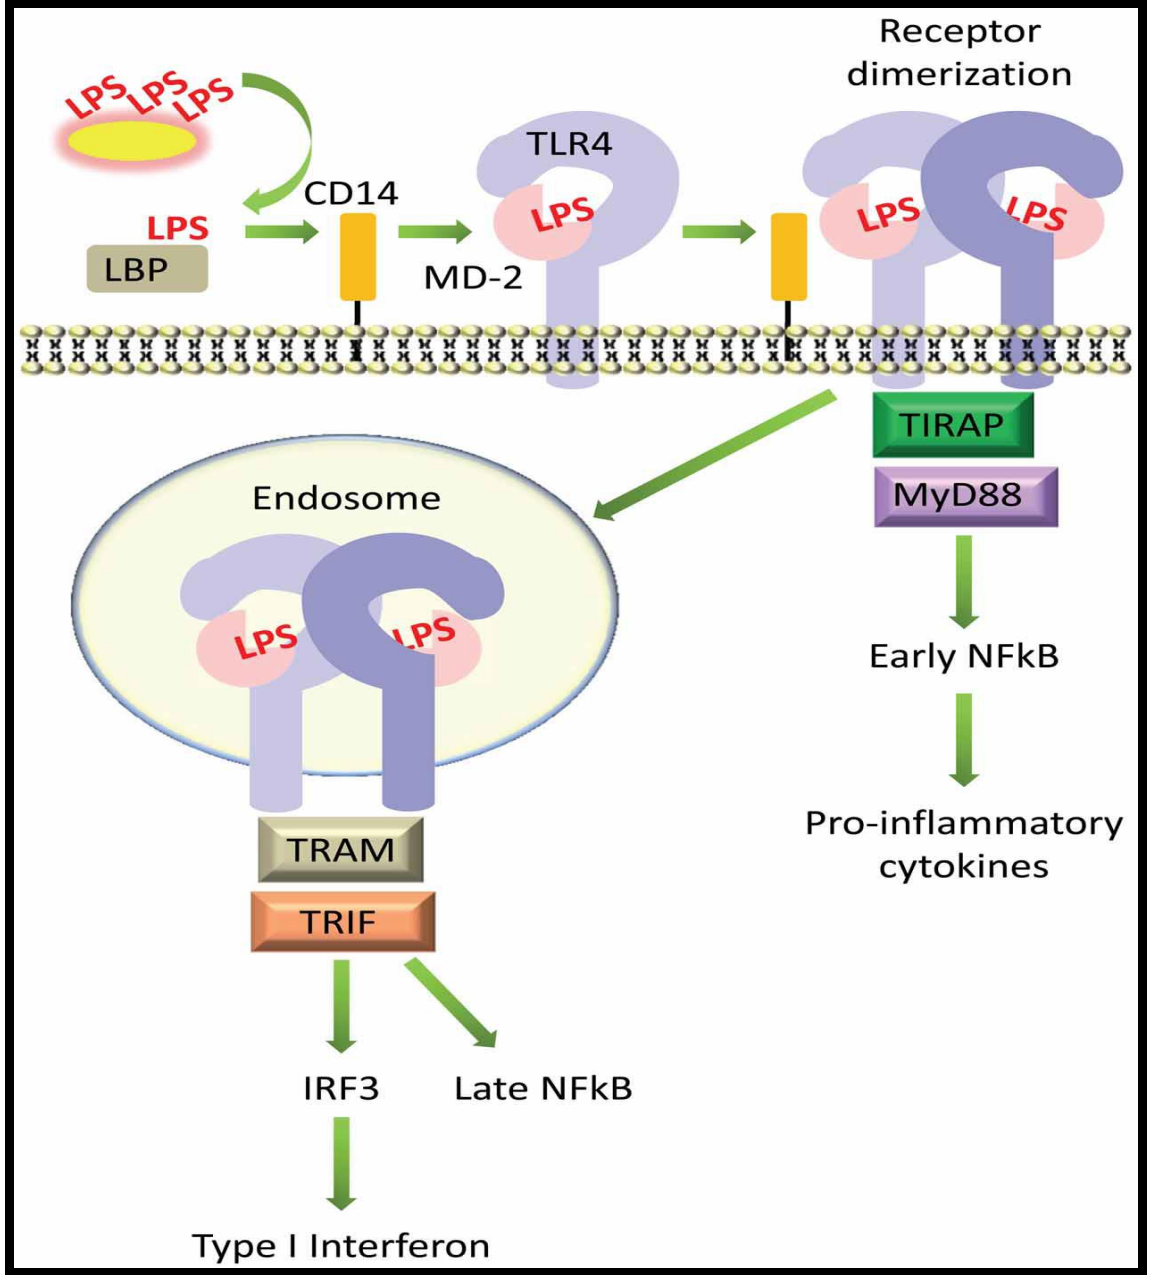 Receptor
dimerization
LPS LPS LPS
TLR4
CD14
LPS
LPS
LPS
LPS
LBP
MD-2
TIRAP
MyD88
Endosome
LPS
LPS
Early NFkB
Pro-inflammatory
cytokines
TRAM
TRIF
IRF3
Late NFkB
Type I Interferon